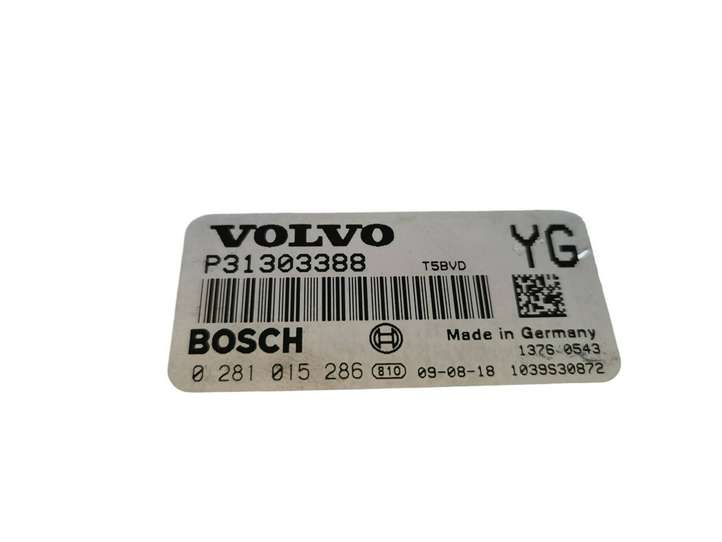 VOLVO YG
P31303388 T5BVD
BOSCH Made in Germany
1376 0543
0 281 015 286 810 09-08-18 1039S30872